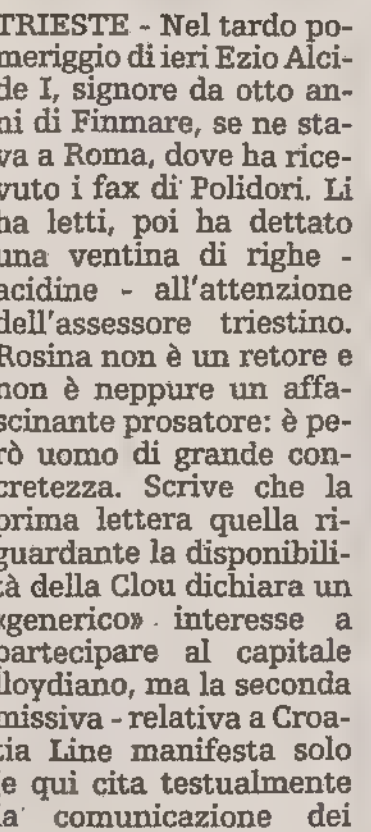 TRIESTE - Nel tardo po-
meriggio di ieri Ezio Alci-
de I, signore da otto an-
ni di Finmare, se ne sta-
va a Roma, dove ha rice-
vuto i fax di Polidori. Li
ha letti, poi ha dettato
una ventina di righe -
acidine - all'attenzione
dell'assessore triestino.
Rosina non è un retore e
non è neppure un affa-
scinante prosatore: è pe-
rò uomo di grande con-
cretezza. Scrive che la
prima lettera quella ri-
guardante la disponibili-
tà della Clou dichiara un
«generico» interesse a
partecipare al capitale
lloydiano, ma la seconda
missiva - relativa a Croa-
tia Line manifesta solo
(e qui cita testualmente
la comunicazione dei